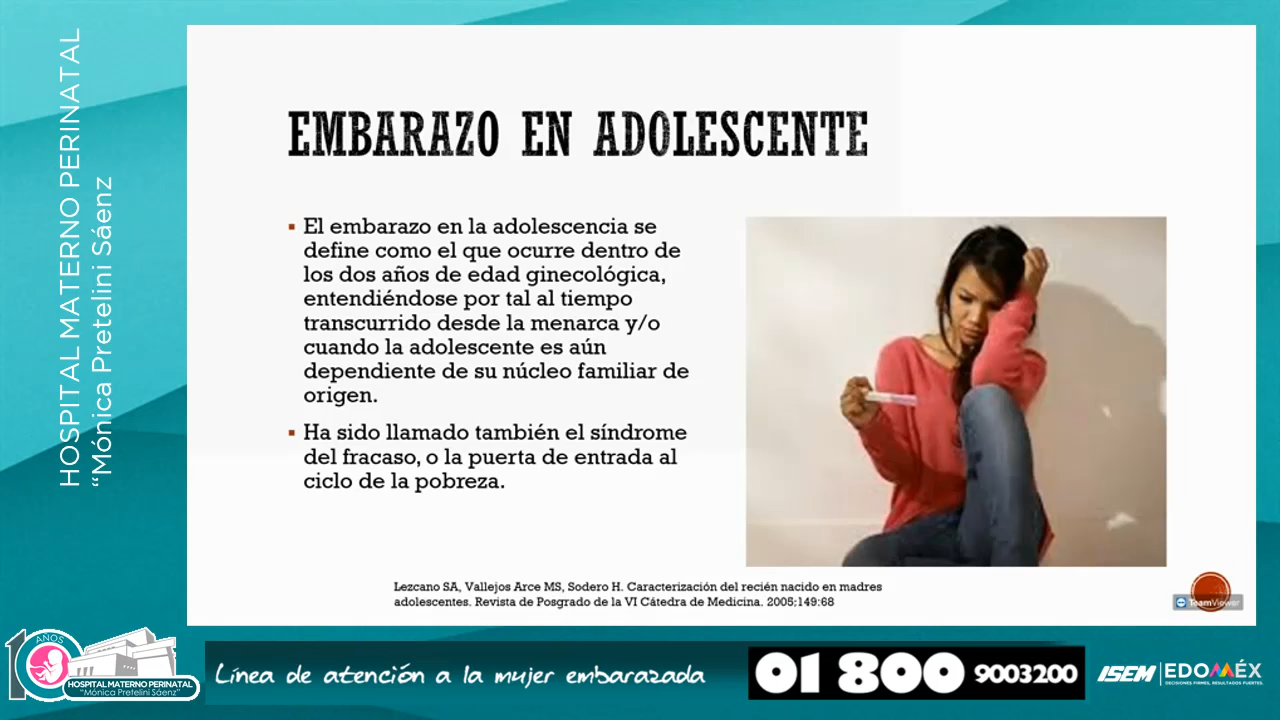 HOSPITAL MATERNO PERINATAL
“Mónica Pretelini Sáenz
EMBARAZO EN ADOLESCENTE
▪ El embarazo en la adolescencia se
define como el que ocurre dentro de
los dos años de edad ginecológica,
entendiéndose por tal al tiempo
transcurrido desde la menarca y/o
cuando la adolescente es aún
dependiente de su núcleo familiar de
origen.
▪ Ha sido llamado también el síndrome
del fracaso, o la puerta de entrada al
ciclo de la pobreza.
Lezcano SA, Vallejos Arce MS, Sodero H. Caracterización del recién nacido en madres
adolescentes. Revista de Posgrado de la VI Cátedra de Medicina. 2005;149:68
TeamViewer
10 AÑOS
HOSPITAL MATERNO PERINATAL
“Mónica Pretelini Sáenz”
Línea de atención a la mujer embarazada
01 800 9003200
ISEM
EDOMÉX
DECISIONES FIRMES, RESULTADOS FUERTES.